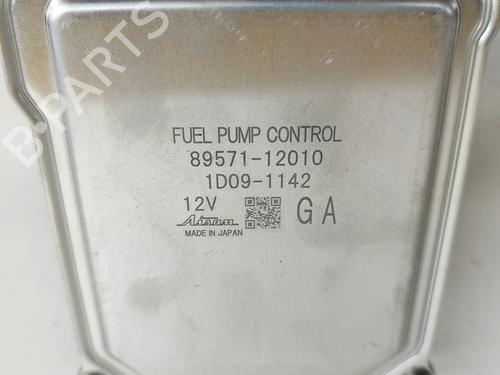 B-PARTS
FUEL PUMP CONTROL
89571-12010
1D09-1142
12V GA
Aisan
MADE IN JAPAN